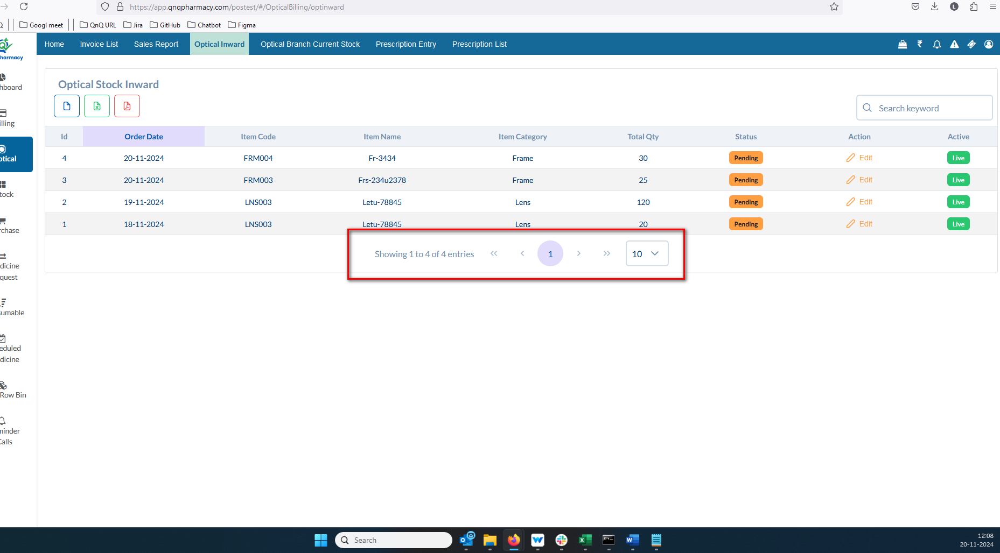 https://app.qnqpharmacy.com/postest/#/OpticalBilling/optinward
L
Q Googl meet QnQ URL Jira GitHub Chatbot Figma
harmacy
Home Invoice List Sales Report Optical Inward Optical Branch Current Stock Prescription Entry Prescription List ₹
hboard
illing
ptical
tock
rchase
dicine
quest
sumable
eduled
dicine
Row Bin
ninder
Calls
Optical Stock Inward
Search keyword
Id Order Date Item Code Item Name Item Category Total Qty Status Action Active
4 20-11-2024 FRM004 Fr-3434 Frame 30 Pending Edit Live
3 20-11-2024 FRM003 Frs-234u2378 Frame 25 Pending Edit Live
2 19-11-2024 LNS003 Letu-78845 Lens 120 Pending Edit Live
1 18-11-2024 LNS003 Letu-78845 Lens 20 Pending Edit Live
Showing 1 to 4 of 4 entries « ‹ 1 › » 10
Search
12:08
20-11-2024